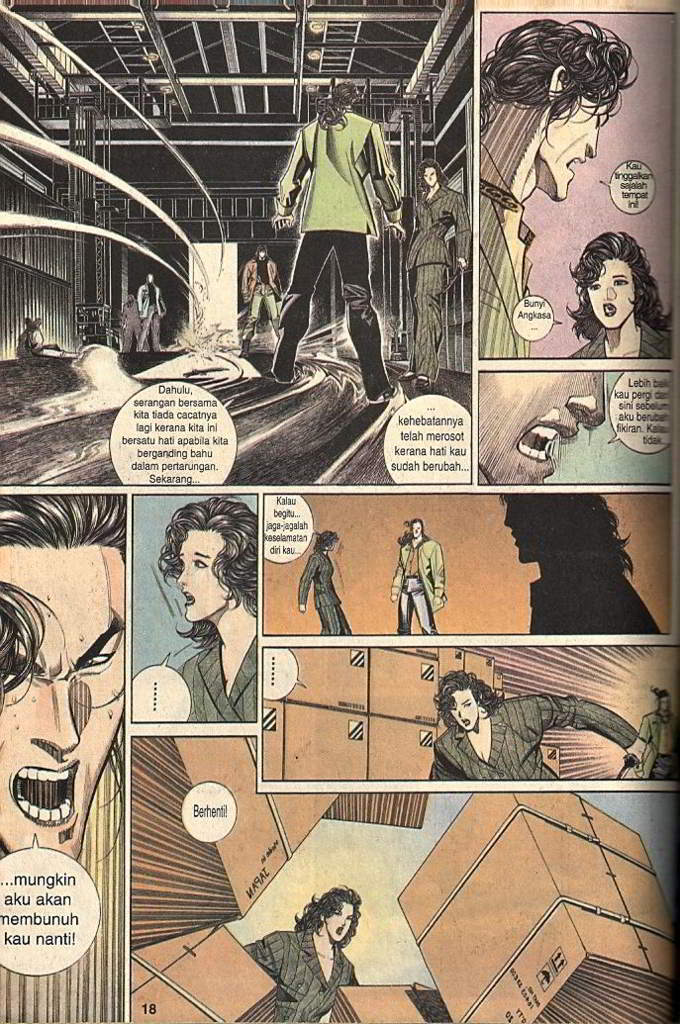 Dahulu,
serangan bersama
kita tiada cacatnya
lagi kerana kita ini
bersatu hati apabila kita
berganding bahu
dalam pertarungan.
Sekarang...
...
kehebatannya
telah merosot
kerana hati kau
sudah berubah...
Kau
tinggalkan
sajalah
tempat
ini!
Bunyi
Angkasa
...
Lebih baik
kau pergi dari
sini sebelum
aku berubah
fikiran. Kalau
tidak...
...mungkin
aku akan
membunuh
kau nanti!
Kalau
begitu...
jaga-jagalah
keselamatan
diri kau...
Berhenti!
JAPAN
18